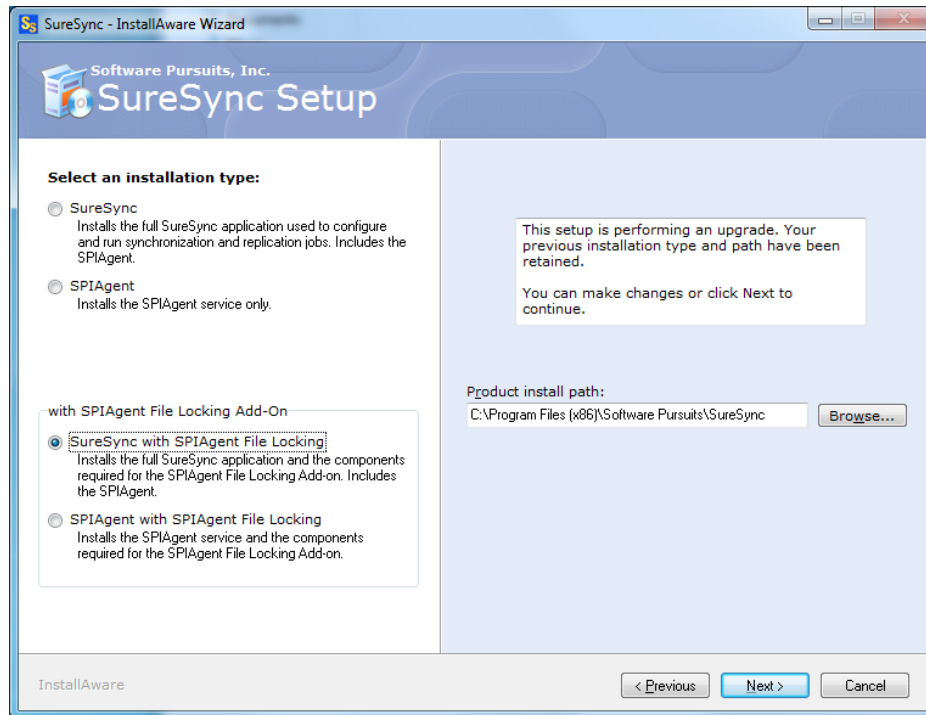 SureSync - InstallAware Wizard
Software Pursuits, Inc.
SureSync Setup
Select an installation type:
SureSync
Installs the full SureSync application used to configure
and run synchronization and replication jobs. Includes the
SPIAgent.
SPIAgent
Installs the SPIAgent service only.
with SPIAgent File Locking Add-On
SureSync with SPIAgent File Locking
Installs the full SureSync application and the components
required for the SPIAgent File Locking Add-on. Includes
the SPIAgent.
SPIAgent with SPIAgent File Locking
Installs the SPIAgent service and the components
required for the SPIAgent File Locking Add-on.
This setup is performing an upgrade. Your
previous installation type and path have been
retained.
You can make changes or click Next to
continue.
Product install path:
C:\Program Files (x86)\Software Pursuits\SureSync
Browse...
InstallAware
< Previous
Next >
Cancel